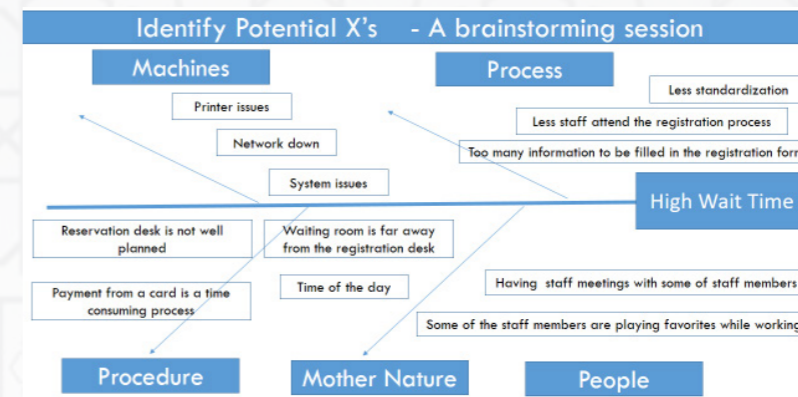 Identify Potential X's - A brainstorming session
Machines
Process
Printer issues
Network down
System issues
Less standardization
Less staff attend the registration process
Too many information to be filled in the registration form
High Wait Time
Reservation desk is not well
planned
Payment from a card is a time
consuming process
Waiting room is far away
from the registration desk
Time of the day
Having staff meetings with some of staff members
Some of the staff members are playing favorites while working
Procedure
Mother Nature
People